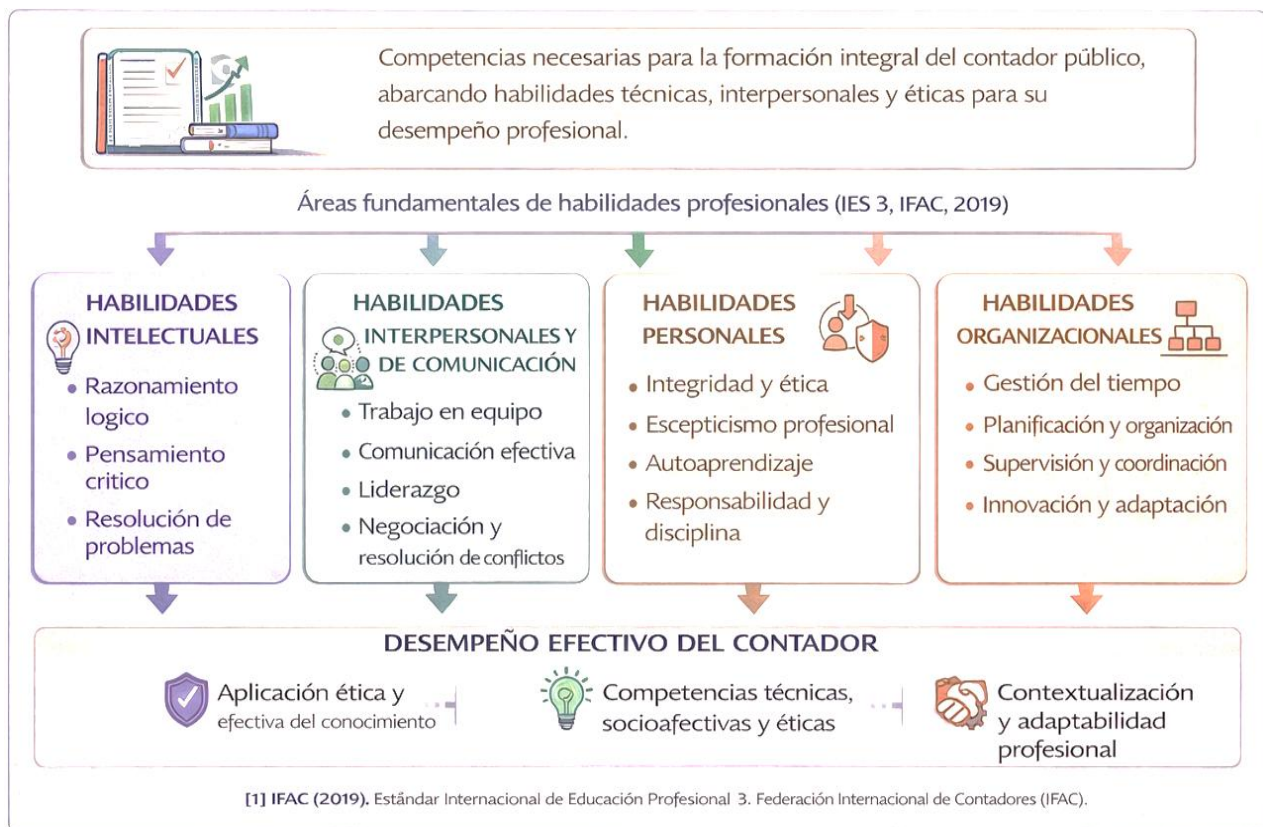 Competencias necesarias para la formación integral del contador público,
abarcando habilidades técnicas, interpersonales y éticas para su
desempeño profesional.
Áreas fundamentales de habilidades profesionales (IES 3, IFAC, 2019)
HABILIDADES
INTELECTUALES
• Razonamiento
logico
• Pensamiento
critico
• Resolución de
problemas
HABILIDADES
INTERPERSONALES Y
DE COMUNICACIÓN
• Trabajo en equipo
• Comunicación efectiva
• Liderazgo
• Negociación y
resolución de conflictos
HABILIDADES
PERSONALES
• Integridad y ética
• Escepticismo profesional
• Autoaprendizaje
• Responsabilidad y
disciplina
HABILIDADES
ORGANIZACIONALES
• Gestión del tiempo
• Planificación y organización
• Supervisión y coordinación
• Innovación y adaptación
DESEMPEÑO EFECTIVO DEL CONTADOR
Aplicación ética y
efectiva del conocimiento
Competencias técnicas,
socioafectivas y éticas
Contextualización
y adaptabilidad
profesional
[1] IFAC (2019). Estándar Internacional de Educación Profesional 3. Federación Internacional de Contadores (IFAC).